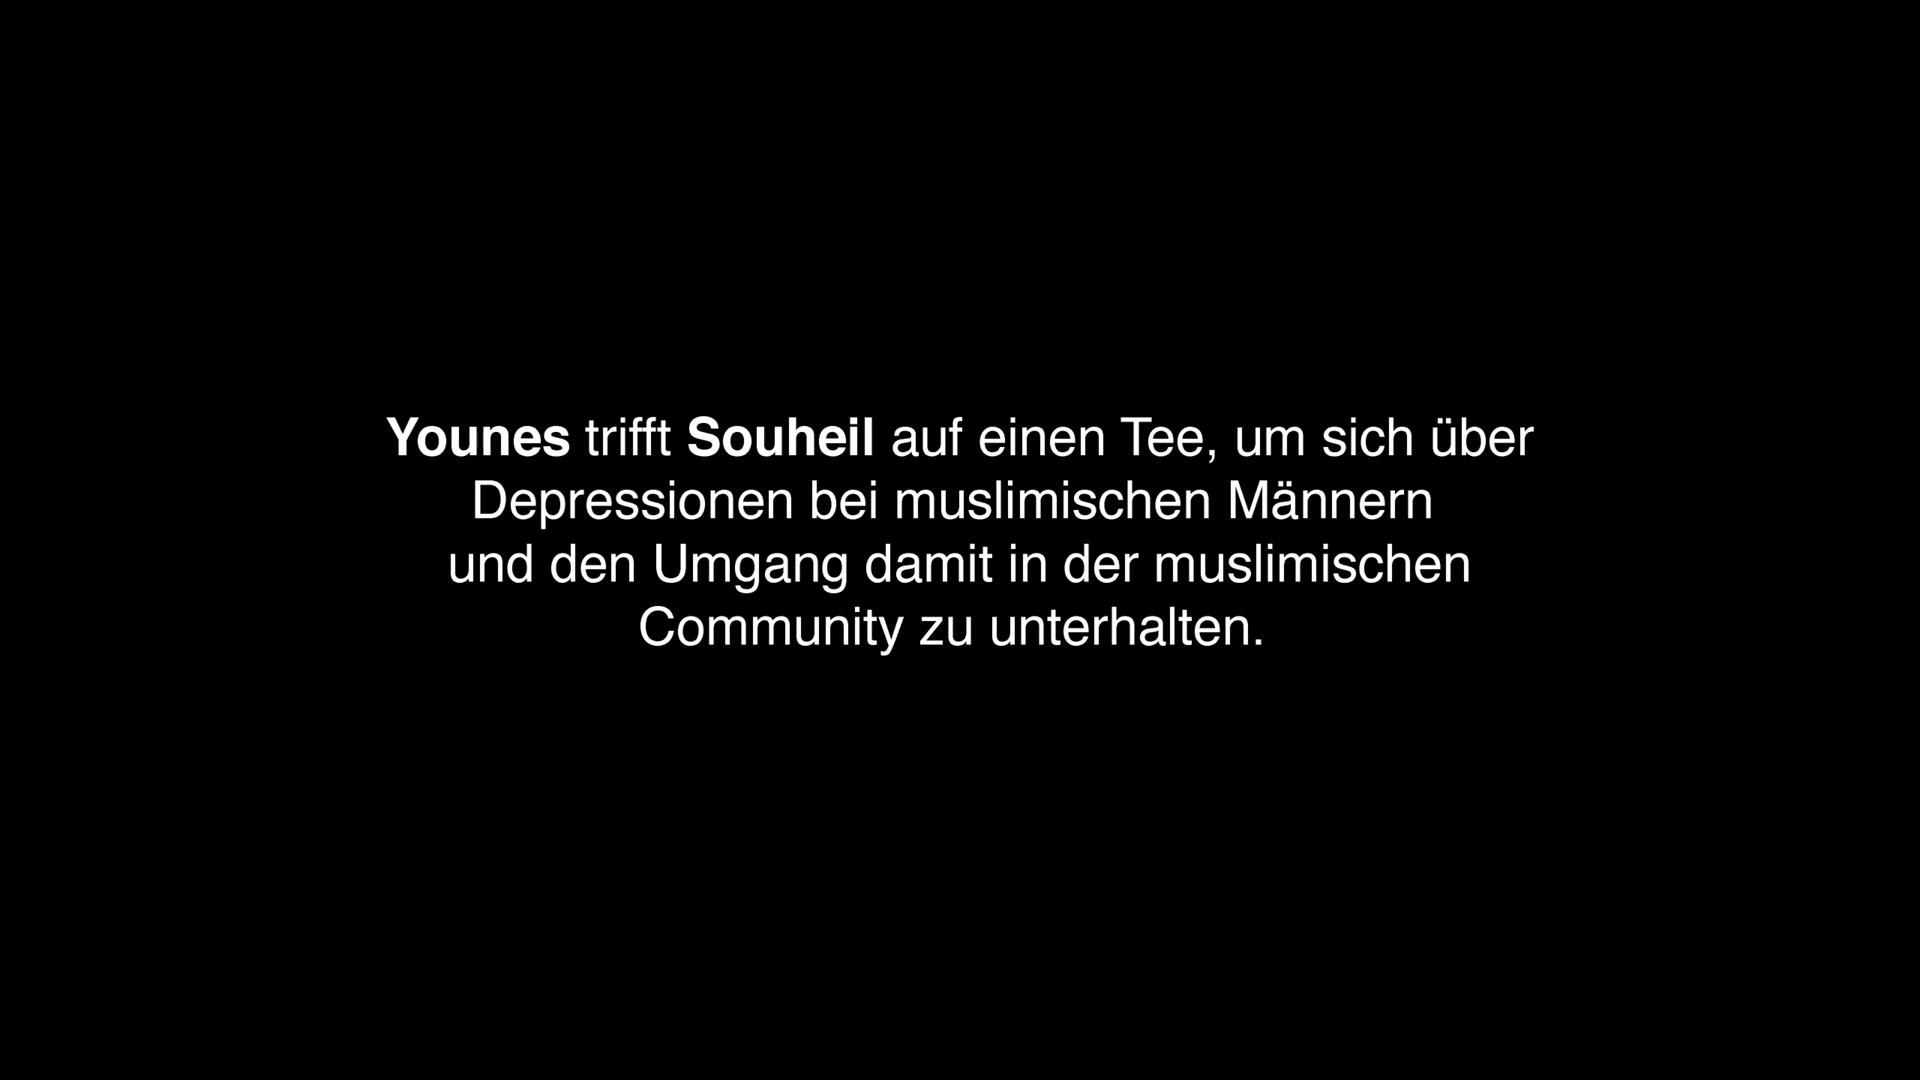 Younes trifft Souheil auf einen Tee, um sich über
Depressionen bei muslimischen Männern
und den Umgang damit in der muslimischen
Community zu unterhalten.